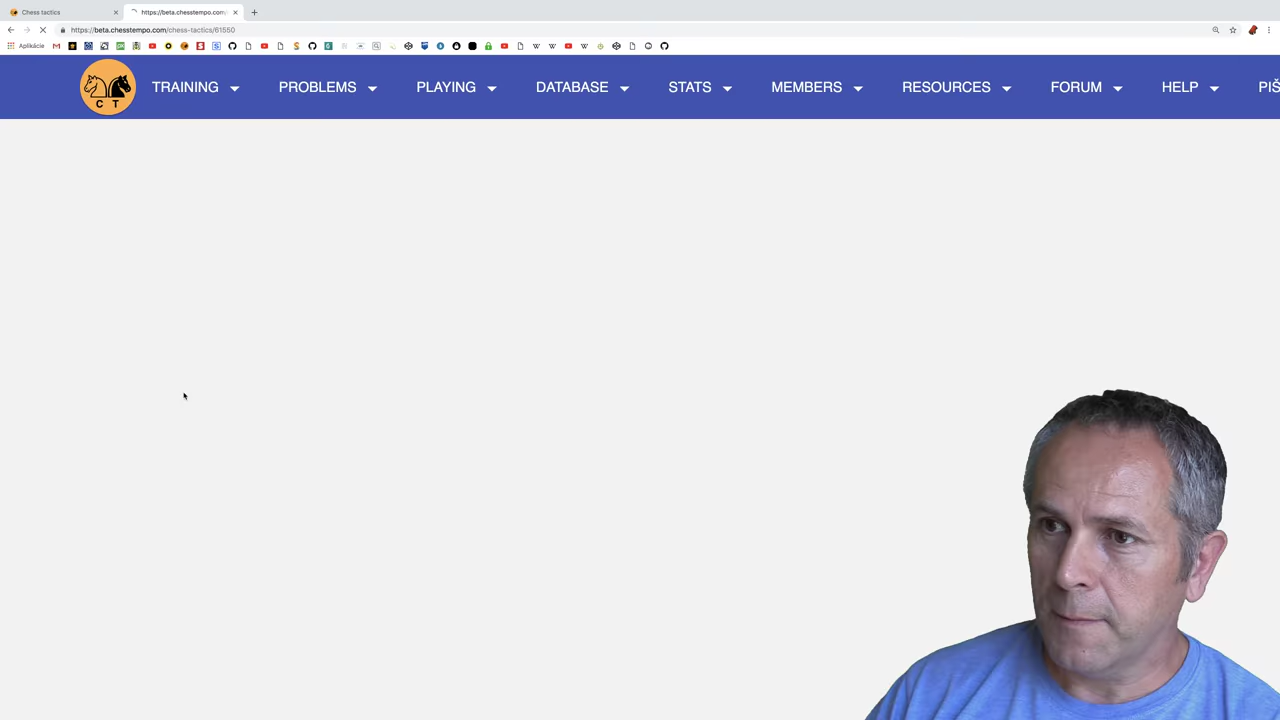 Chess tactics
https://beta.chesstempo.com/
https://beta.chesstempo.com/chess-tactics/61550
Aplikácie
C T
TRAINING
PROBLEMS
PLAYING
DATABASE
STATS
MEMBERS
RESOURCES
FORUM
HELP
PIŠ